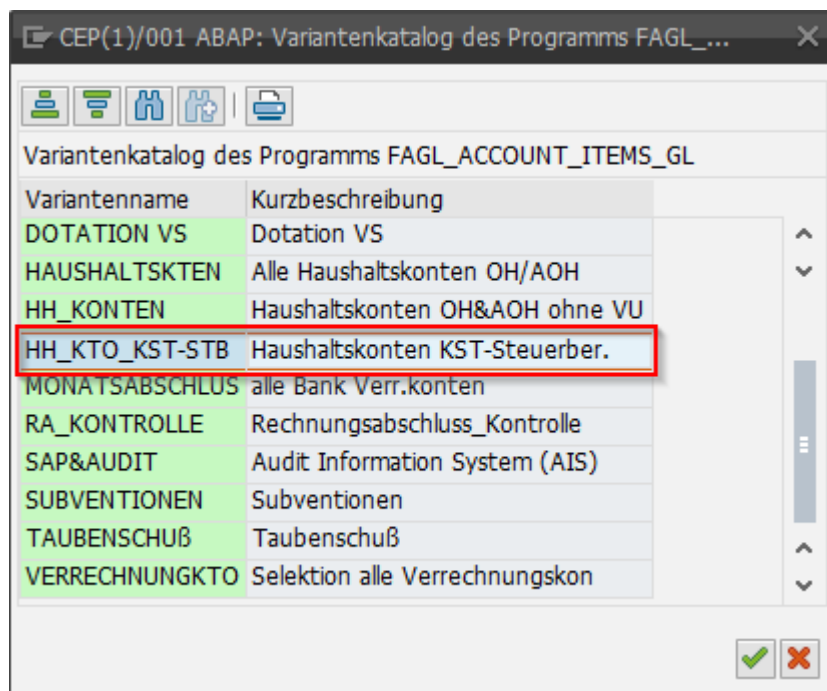 CEP(1)/001 ABAP: Variantenkatalog des Programms FAGL_...
Variantenkatalog des Programms FAGL_ACCOUNT_ITEMS_GL
Variantenname Kurzbeschreibung
DOTATION VS Dotation VS
HAUSHALTSKTEN Alle Haushaltskonten OH/AOH
HH_KONTEN Haushaltskonten OH&AOH ohne VU
HH_KTO_KST-STB Haushaltskonten KST-Steuerber.
MONATSABSCHLUS alle Bank Verr.konten
RA_KONTROLLE Rechnungsabschluss_Kontrolle
SAP&AUDIT Audit Information System (AIS)
SUBVENTIONEN Subventionen
TAUBENSCHUß Taubenschuß
VERRECHNUNGKTO Selektion alle Verrechnungskon